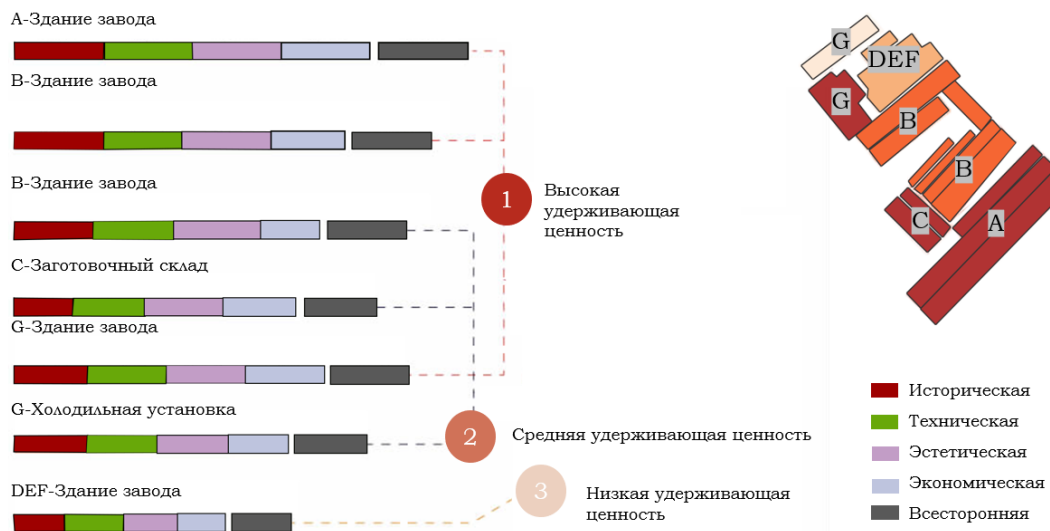 A-Здание завода
B-Здание завода
B-Здание завода
C-Заготовочный склад
G-Здание завода
G-Холодильная установка
DEF-Здание завода
1
Высокая
удерживающая
ценность
2
Средняя удерживающая ценность
3
Низкая удерживающая
ценность
G
DEF
G
B
B
C
A
Историческая
Техническая
Эстетическая
Экономическая
Всесторонняя